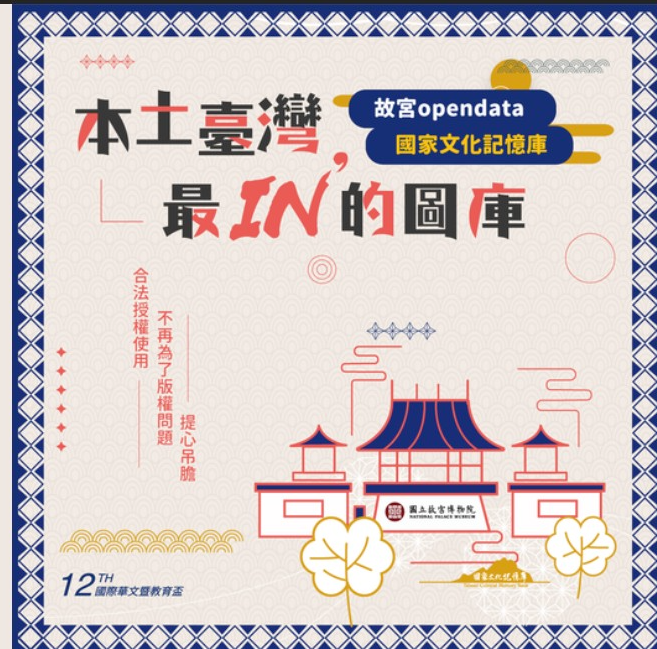 故宮opendata
國家文化記憶庫
本土臺灣,
最IN的圖庫
合法授權使用
不再為了版權問題
提心吊膽
國立故宮博物院
NATIONAL PALACE MUSEUM
國家文化記憶庫
12TH
國際華文暨教育盃